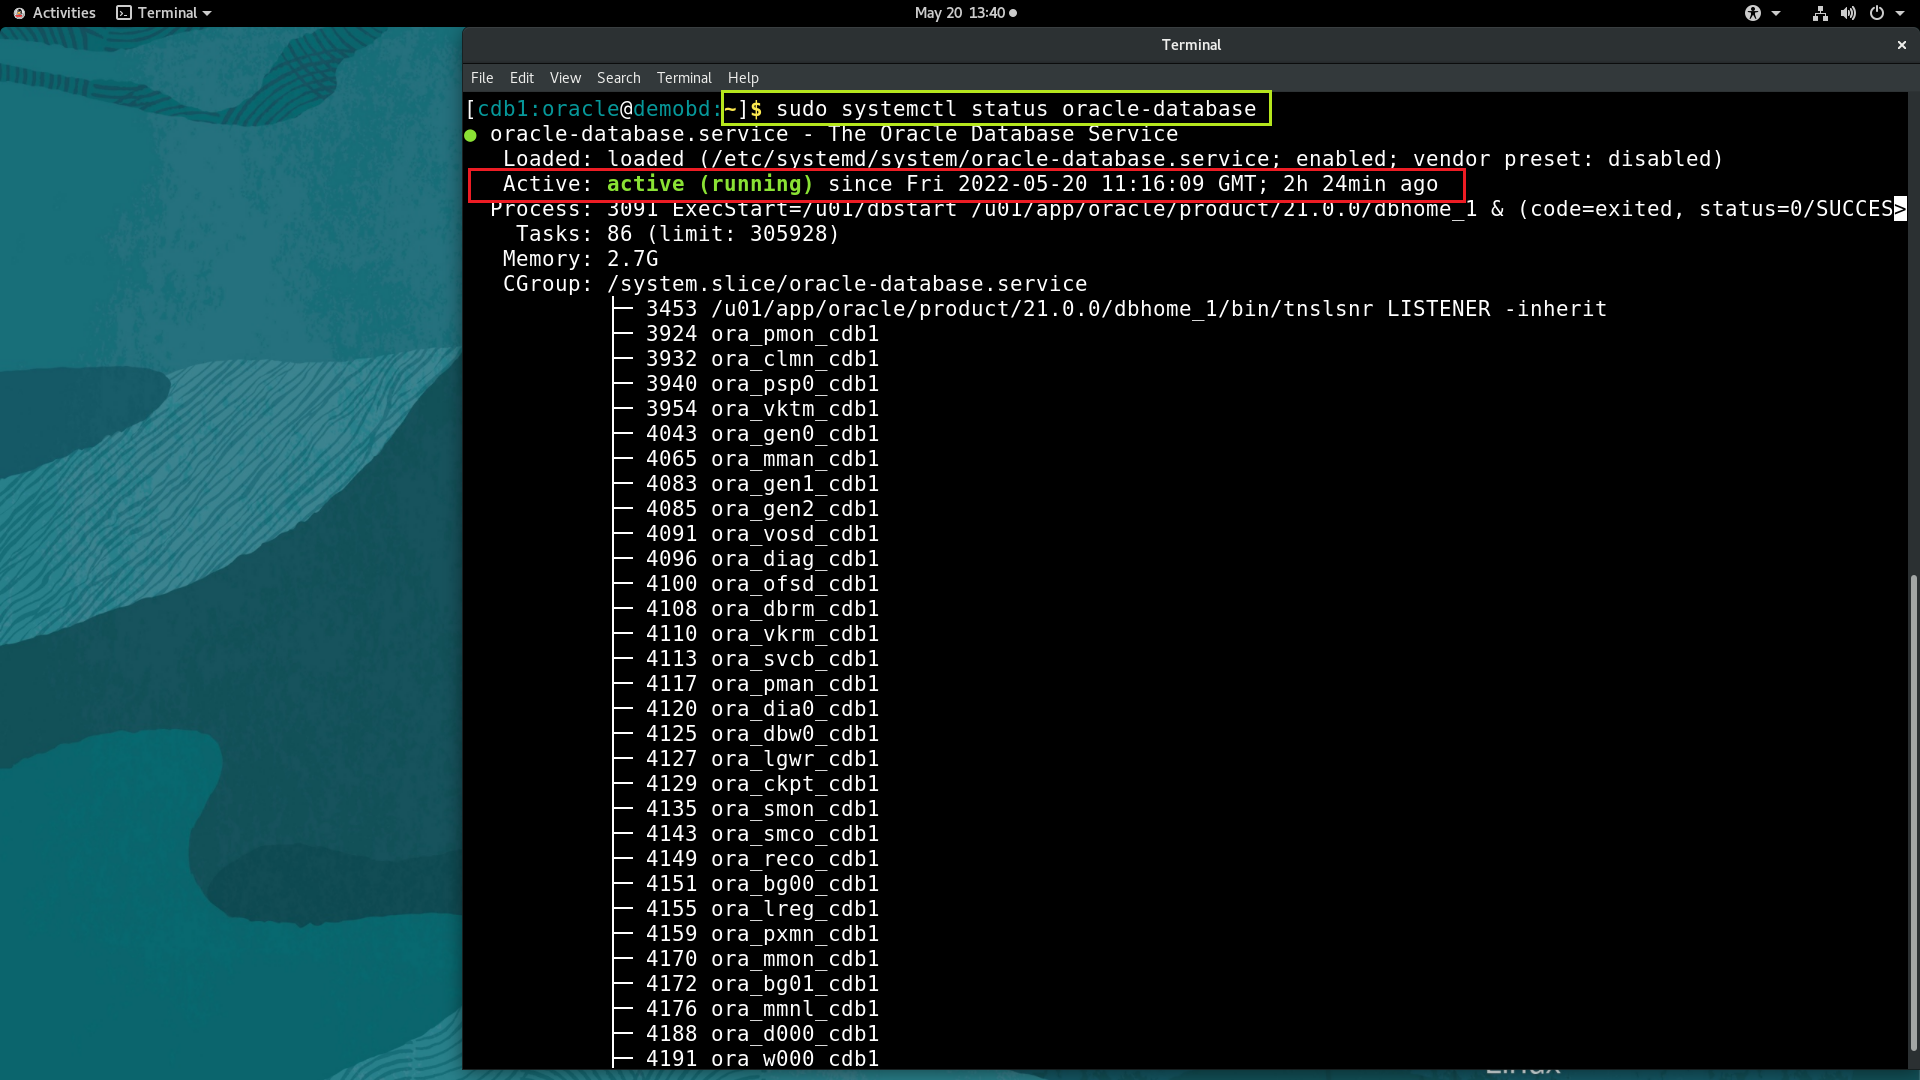 Activities Terminal May 20 13:40
Terminal
File Edit View Search Terminal Help
[cdb1:oracle@demobd:~]$ sudo systemctl status oracle-database
● oracle-database.service - The Oracle Database Service
Loaded: loaded (/etc/systemd/system/oracle-database.service; enabled; vendor preset: disabled)
Active: active (running) since Fri 2022-05-20 11:16:09 GMT; 2h 24min ago
Process: 3091 ExecStart=/u01/dbstart /u01/app/oracle/product/21.0.0/dbhome_1 & (code=exited, status=0/SUCCES>
Tasks: 86 (limit: 305928)
Memory: 2.7G
CGroup: /system.slice/oracle-database.service
├─ 3453 /u01/app/oracle/product/21.0.0/dbhome_1/bin/tnslsnr LISTENER -inherit
├─ 3924 ora_pmon_cdb1
├─ 3932 ora_clmn_cdb1
├─ 3940 ora_psp0_cdb1
├─ 3954 ora_vktm_cdb1
├─ 4043 ora_gen0_cdb1
├─ 4065 ora_mman_cdb1
├─ 4083 ora_gen1_cdb1
├─ 4085 ora_gen2_cdb1
├─ 4091 ora_vosd_cdb1
├─ 4096 ora_diag_cdb1
├─ 4100 ora_ofsd_cdb1
├─ 4108 ora_dbrm_cdb1
├─ 4110 ora_vkrm_cdb1
├─ 4113 ora_svcb_cdb1
├─ 4117 ora_pman_cdb1
├─ 4120 ora_dia0_cdb1
├─ 4125 ora_dbw0_cdb1
├─ 4127 ora_lgwr_cdb1
├─ 4129 ora_ckpt_cdb1
├─ 4135 ora_smon_cdb1
├─ 4143 ora_smco_cdb1
├─ 4149 ora_reco_cdb1
├─ 4151 ora_bg00_cdb1
├─ 4155 ora_lreg_cdb1
├─ 4159 ora_pxmn_cdb1
├─ 4170 ora_mmon_cdb1
├─ 4172 ora_bg01_cdb1
├─ 4176 ora_mmnl_cdb1
├─ 4188 ora_d000_cdb1
├─ 4191 ora_w000_cdb1